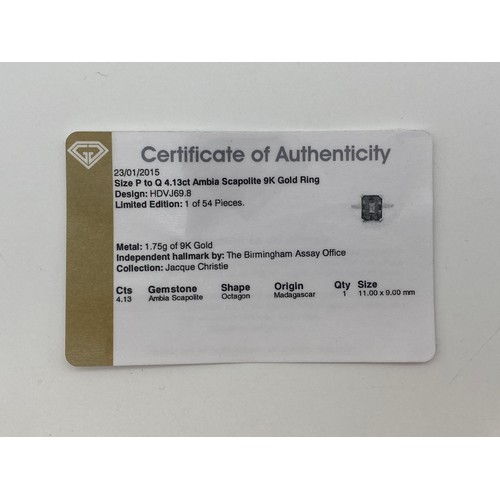 Certificate of Authenticity
23/01/2015
Size P to Q 4.13ct Ambia Scapolite 9K Gold Ring
Design: HDVJ69.8
Limited Edition: 1 of 54 Pieces.
Metal: 1.75g of 9K Gold
Independent hallmark by: The Birmingham Assay Office
Collection: Jacque Christie
Cts Gemstone Shape Origin Qty Size
4.13 Ambia Scapolite Octagon Madagascar 1 11.00 x 9.00 mm